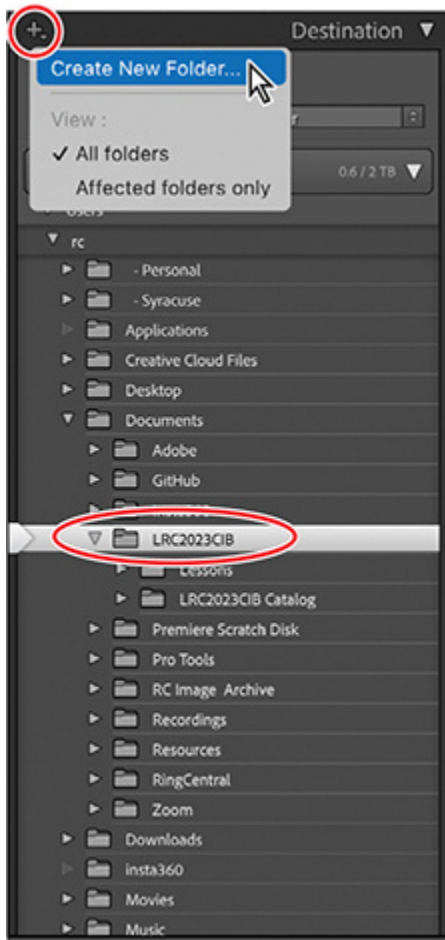 + Destination ▼
Create New Folder...
View :
r
✓ All folders
0.6 / 2 TB ▼
Affected folders only
Users
rc
- Personal
- Syracuse
Applications
Creative Cloud Files
Desktop
Documents
Adobe
GitHub
LRC2023CIB
Lessons
LRC2023CIB Catalog
Premiere Scratch Disk
Pro Tools
RC Image Archive
Recordings
Resources
RingCentral
Zoom
Downloads
insta360
Movies
Music